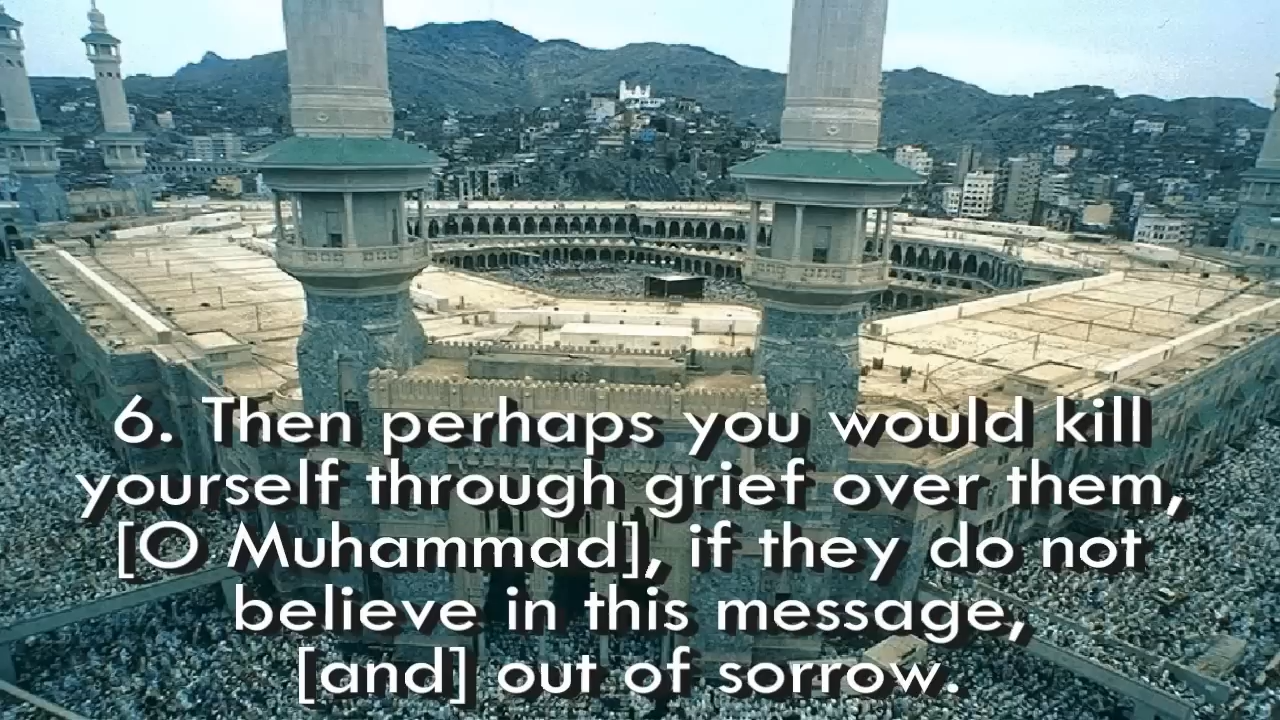 6. Then perhaps you would kill
yourself through grief over them,
[O Muhammad], if they do not
believe in this message,
[and] out of sorrow.